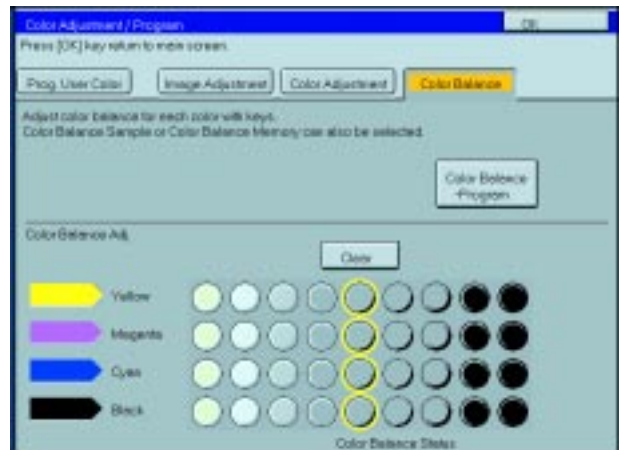 Color Adjustment / Program OK
Press [OK] key return to main screen.
Prog. User Color Image Adjustment Color Adjustment Color Balance
Adjust color balance for each color with keys.
Color Balance Sample or Color Balance Memory can also be selected.
Color Balance
-Program
Color Balance Adj.
Clear
Yellow
Magenta
Cyan
Black
Color Balance Status